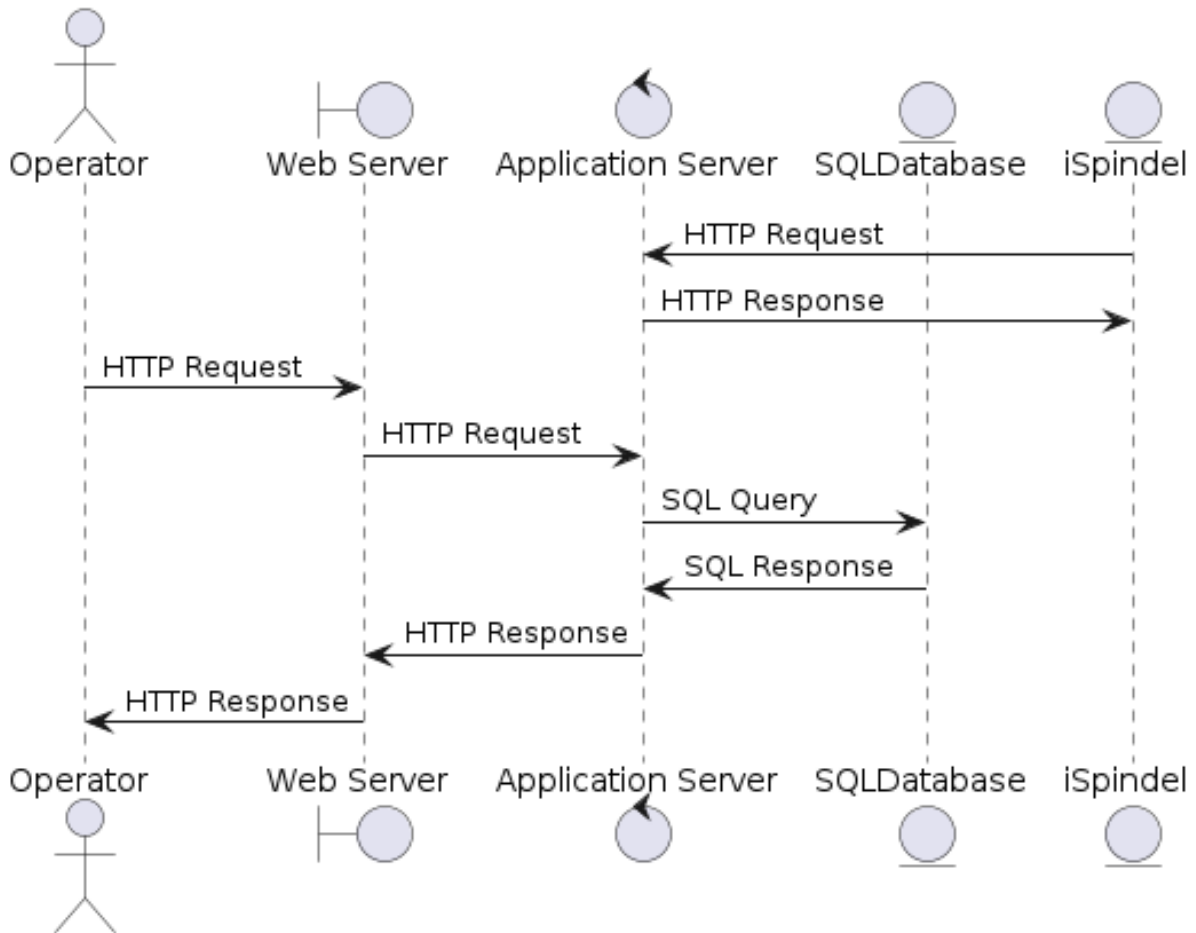 Operator
Web Server
Application Server
SQLDatabase
iSpindel
HTTP Request
HTTP Response
HTTP Request
HTTP Request
SQL Query
SQL Response
HTTP Response
HTTP Response
Operator
Web Server
Application Server
SQLDatabase
iSpindel